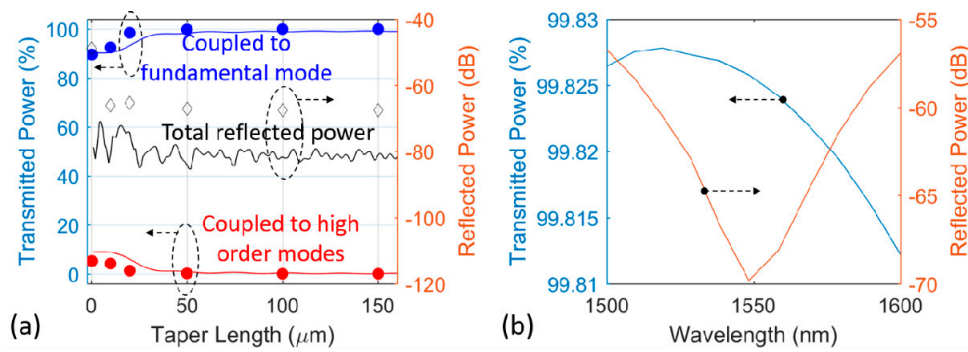 100
80
60
40
20
0
Transmitted Power (%)
Coupled to
fundamental mode
Total reflected power
Coupled to high
order modes
-40
-60
-80
-100
-120
Reflected Power (dB)
0
50
100
150
Taper Length (μm)
(a)
99.83
99.825
99.82
99.815
99.81
Transmitted Power (%)
-55
-60
-65
-70
Reflected Power (dB)
1500
1550
1600
Wavelength (nm)
(b)